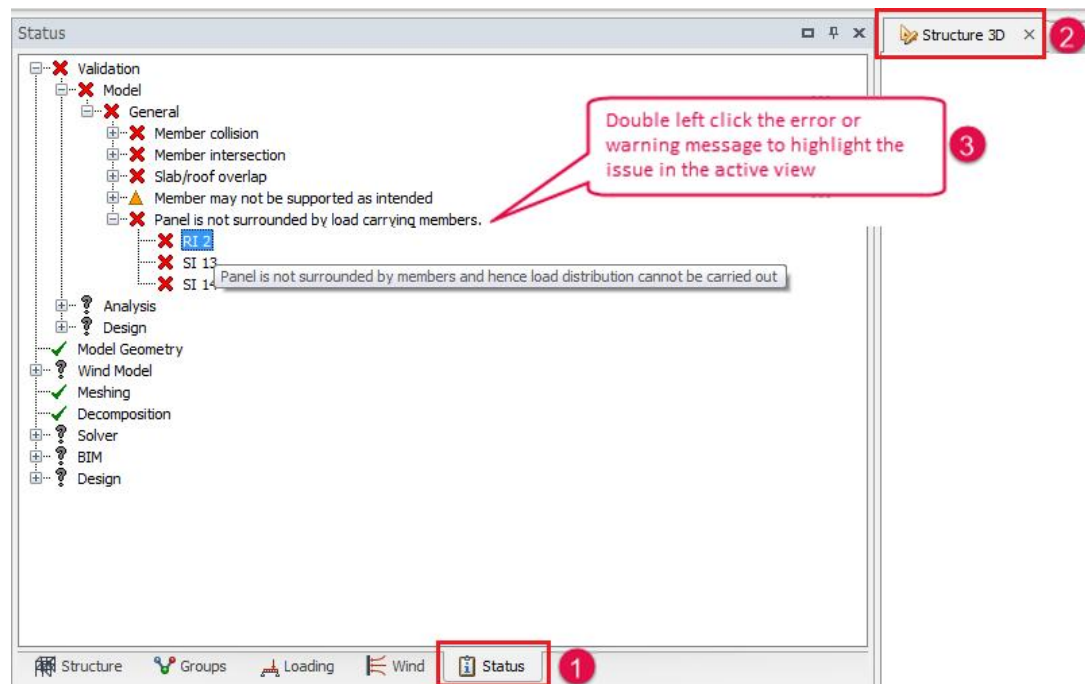 Status
Structure 3D
2
Validation
Model
General
Member collision
Member intersection
Slab/roof overlap
Member may not be supported as intended
Panel is not surrounded by load carrying members.
RI 2
SI 13
SI 14
Panel is not surrounded by members and hence load distribution cannot be carried out
Analysis
Design
Model Geometry
Wind Model
Meshing
Decomposition
Solver
BIM
Design
Double left click the error or
warning message to highlight the
issue in the active view
3
Structure
Groups
Loading
Wind
Status
1